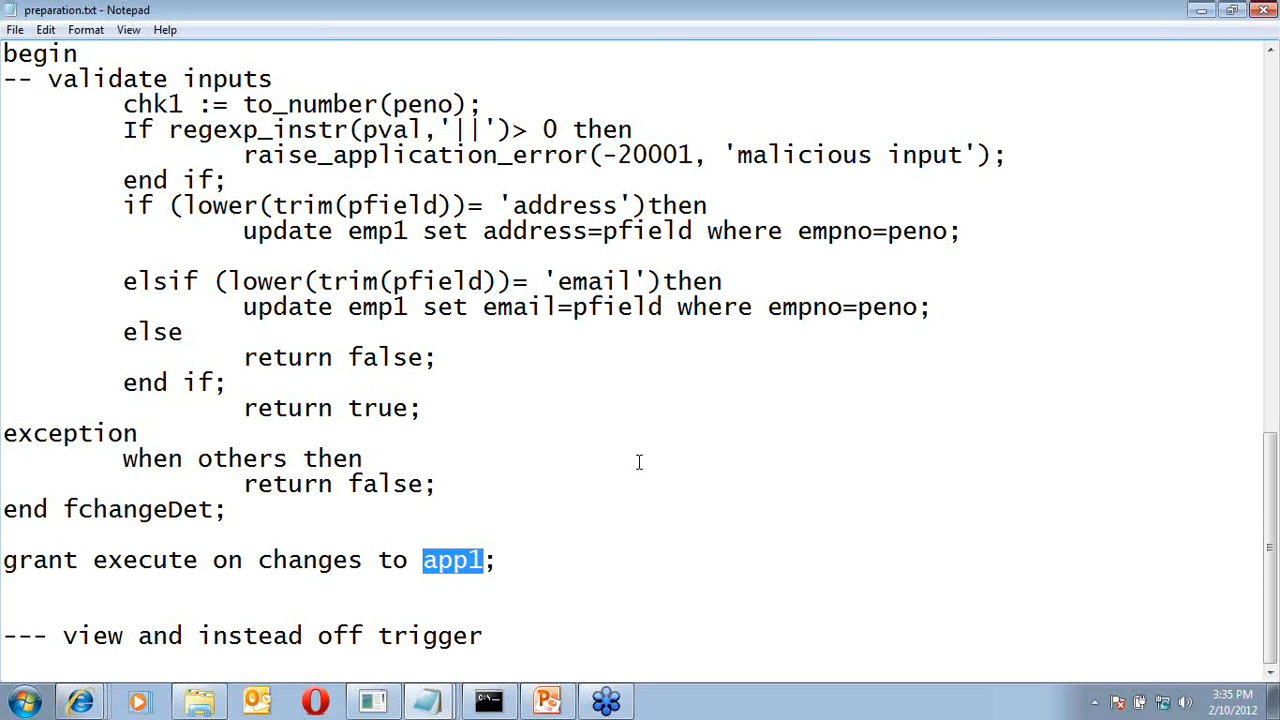 preparation.txt - Notepad
File Edit Format View Help
begin
-- validate inputs
chk1 := to_number(peno);
If regexp_instr(pval,'||')> 0 then
raise_application_error(-20001, 'malicious input');
end if;
if (lower(trim(pfield))= 'address')then
update emp1 set address=pfield where empno=peno;
elsif (lower(trim(pfield))= 'email')then
update emp1 set email=pfield where empno=peno;
else
return false;
end if;
return true;
exception
when others then
return false;
end fchangeDet;
grant execute on changes to app1;
--- view and instead off trigger
3:35 PM
2/10/2012